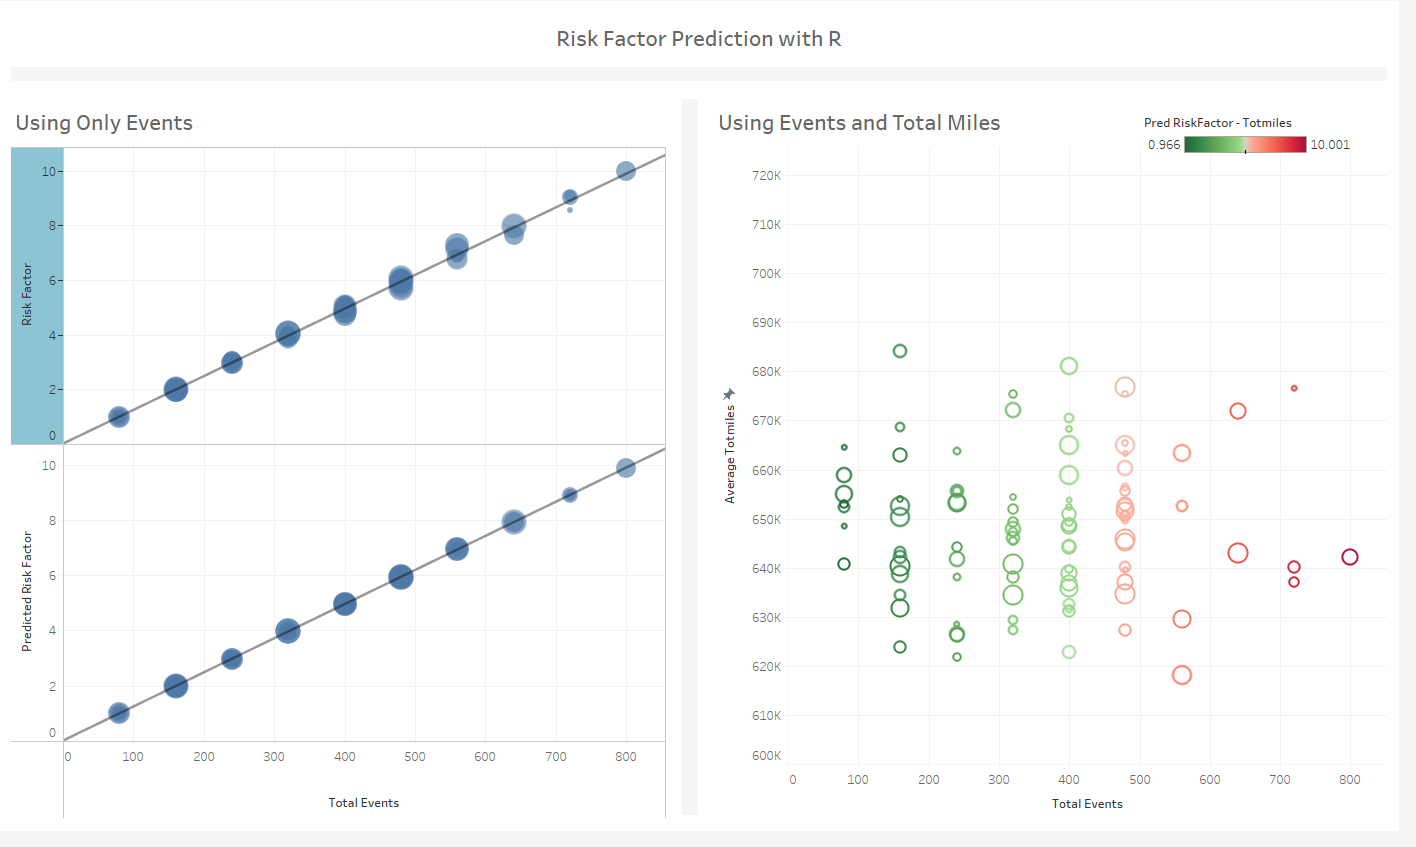 Risk Factor Prediction with R
Using Only Events
Risk Factor
10
8
6
4
2
0
Predicted Risk Factor
10
8
6
4
2
0
0 100 200 300 400 500 600 700 800
Total Events
Using Events and Total Miles
Pred RiskFactor - Totmiles
0.966 10.001
Average Totmiles
720K
710K
700K
690K
680K
670K
660K
650K
640K
630K
620K
610K
600K
0 100 200 300 400 500 600 700 800
Total Events